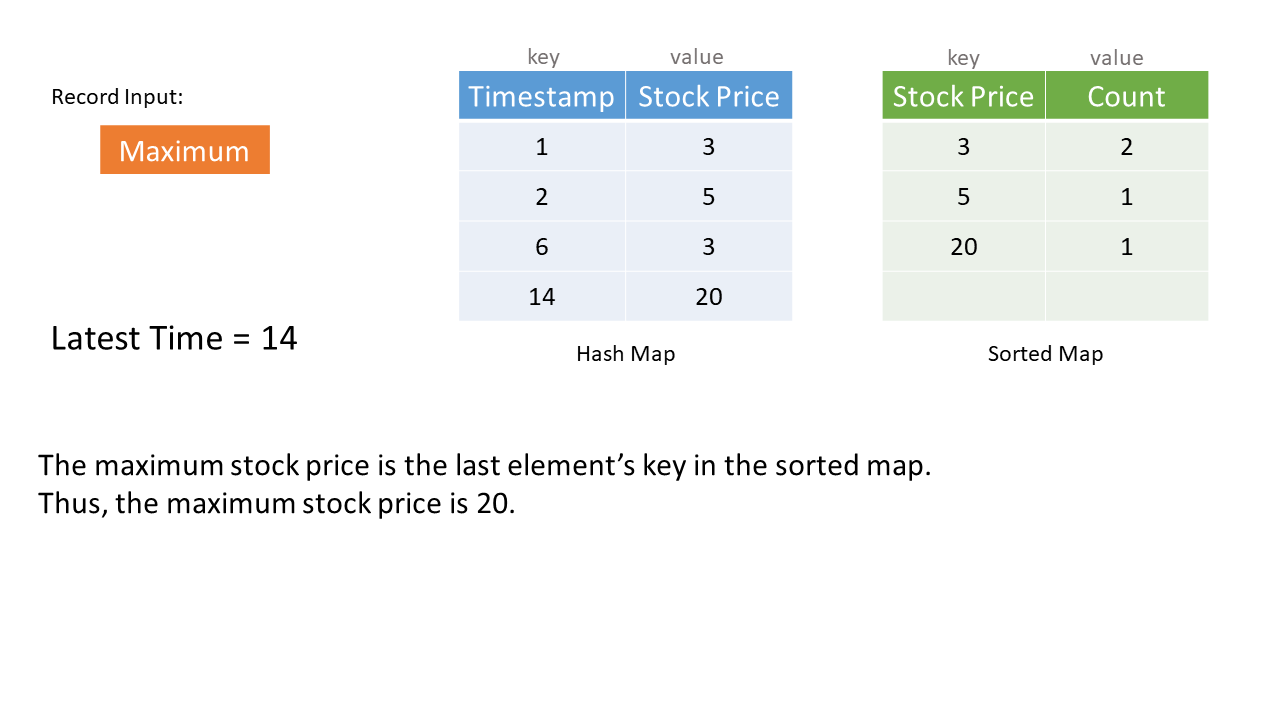 Record Input:
Maximum
Latest Time = 14
key value
Timestamp Stock Price
1 3
2 5
6 3
14 20
Hash Map
key value
Stock Price Count
3 2
5 1
20 1
Sorted Map
The maximum stock price is the last element’s key in the sorted map.
Thus, the maximum stock price is 20.